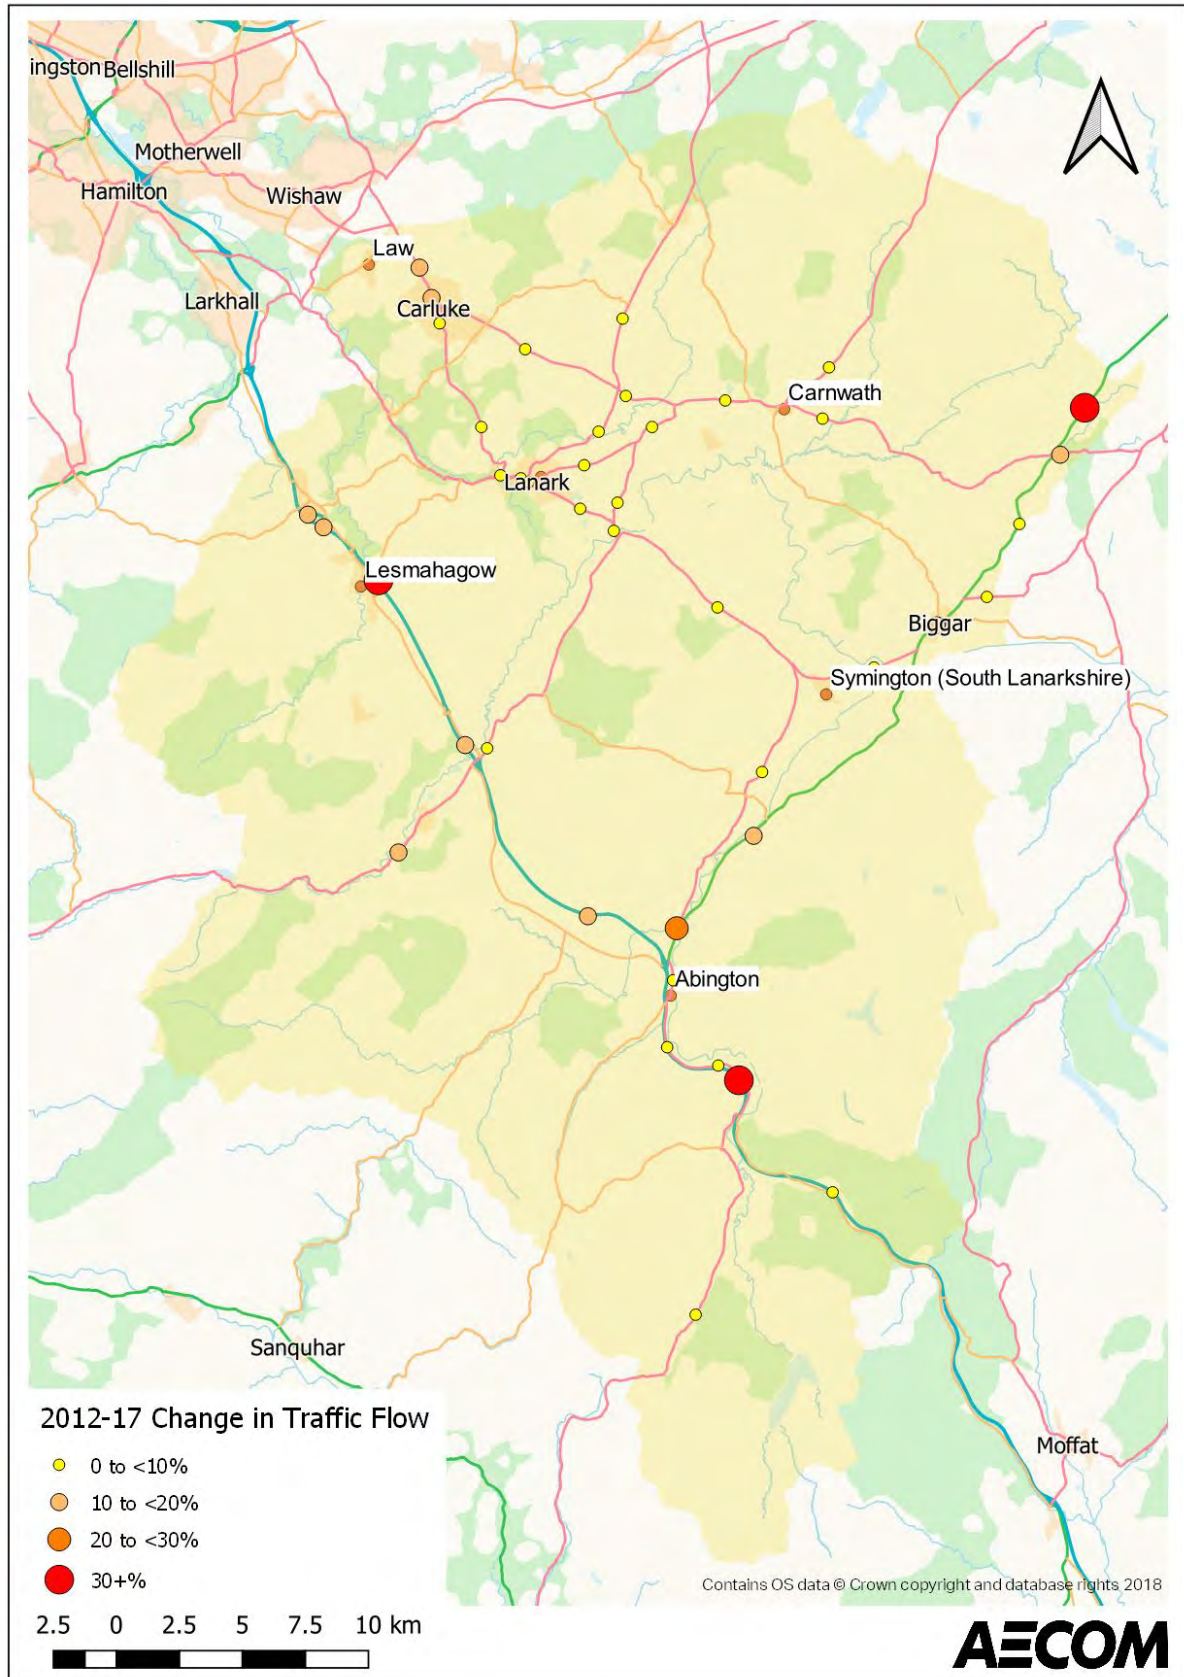 ingston Bellshill
Motherwell
Hamilton
Wishaw
Law
Larkhall
Carluke
Carnwath
Lanark
Lesmahagow
Biggar
Symington (South Lanarkshire)
Abington
Sanquhar
Moffat
2012-17 Change in Traffic Flow
0 to <10%
10 to <20%
20 to <30%
30+%
Contains OS data © Crown copyright and database rights 2018
2.5 0 2.5 5 7.5 10 km
AECOM